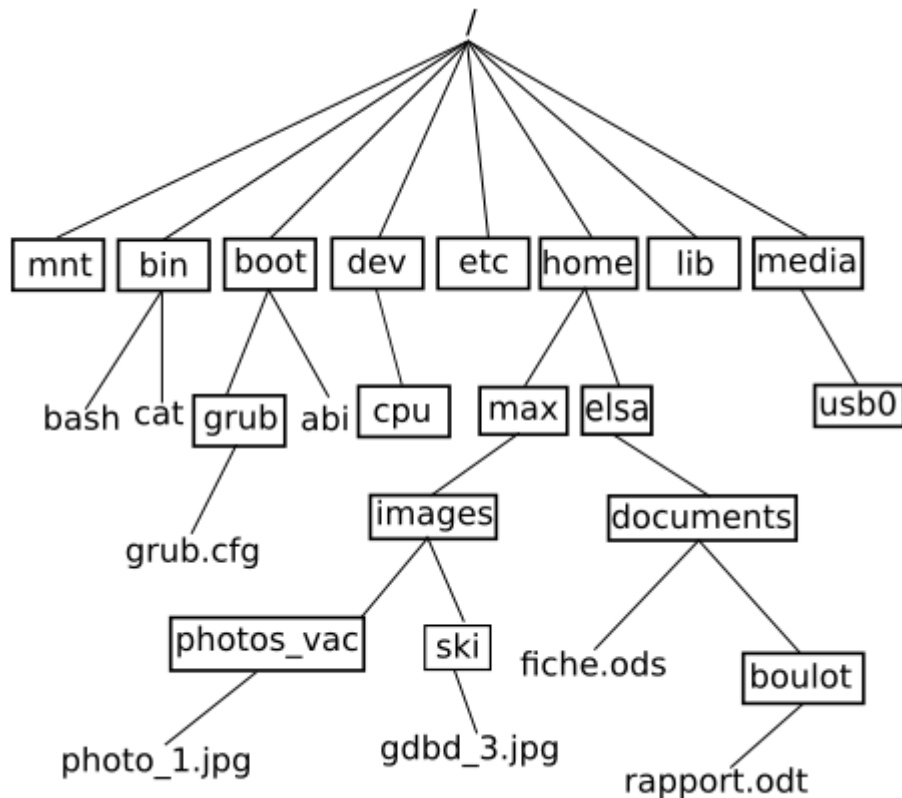 /
mnt bin boot dev etc home lib media
bash cat grub abi cpu max elsa usb0
grub.cfg images documents
photos_vac ski fiche.ods boulot
photo_1.jpg gdbd_3.jpg rapport.odt